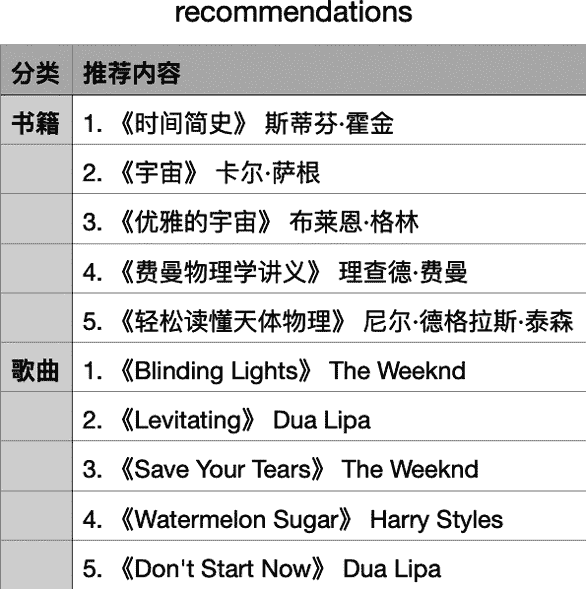 recommendations
分类 推荐内容
书籍 1. 《时间简史》 斯蒂芬·霍金
2. 《宇宙》 卡尔·萨根
3. 《优雅的宇宙》 布莱恩·格林
4. 《费曼物理学讲义》 理查德·费曼
5. 《轻松读懂天体物理》 尼尔·德格拉斯·泰森
歌曲 1. 《Blinding Lights》 The Weeknd
2. 《Levitating》 Dua Lipa
3. 《Save Your Tears》 The Weeknd
4. 《Watermelon Sugar》 Harry Styles
5. 《Don't Start Now》 Dua Lipa